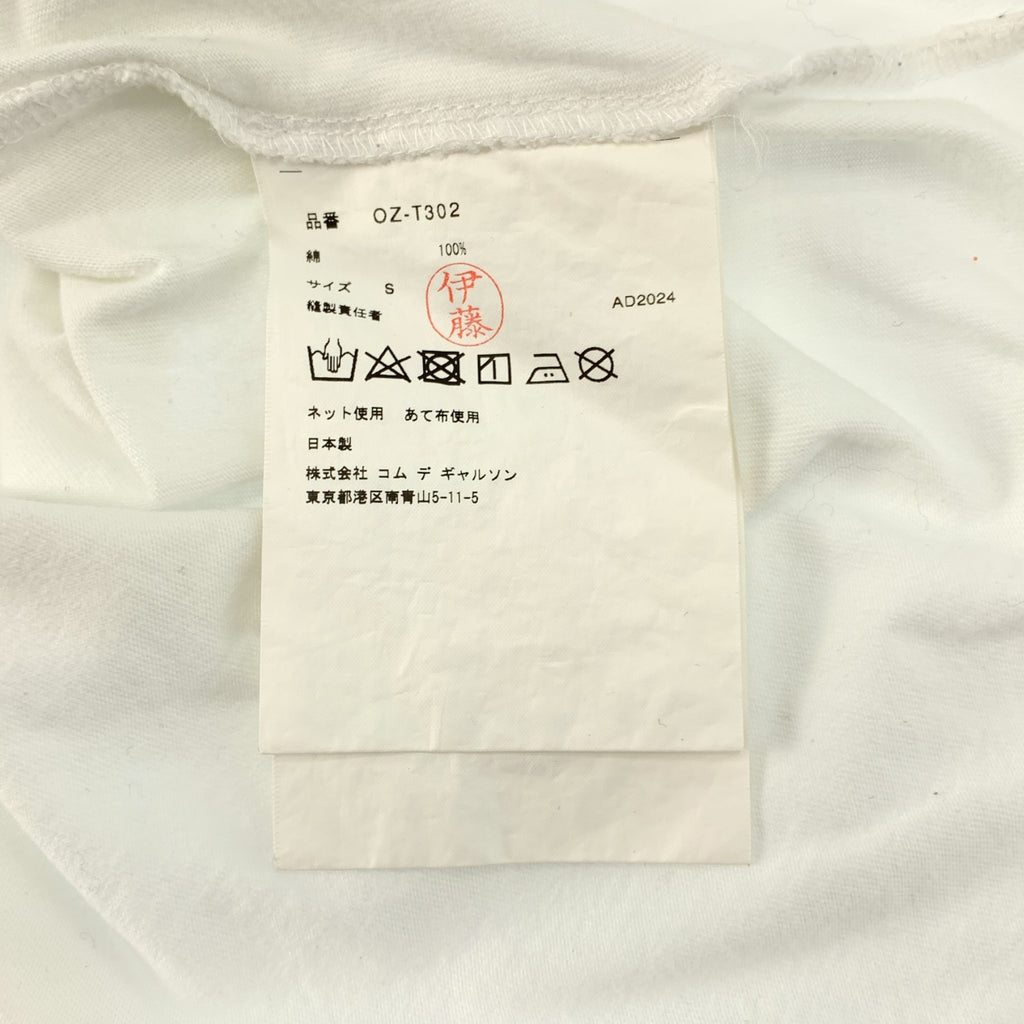 品番 OZ-T302
綿 100%
サイズ S
縫製責任者 伊藤
AD2024
ネット使用 あて布使用
日本製
株式会社 コム デ ギャルソン
東京都港区南青山5-11-5